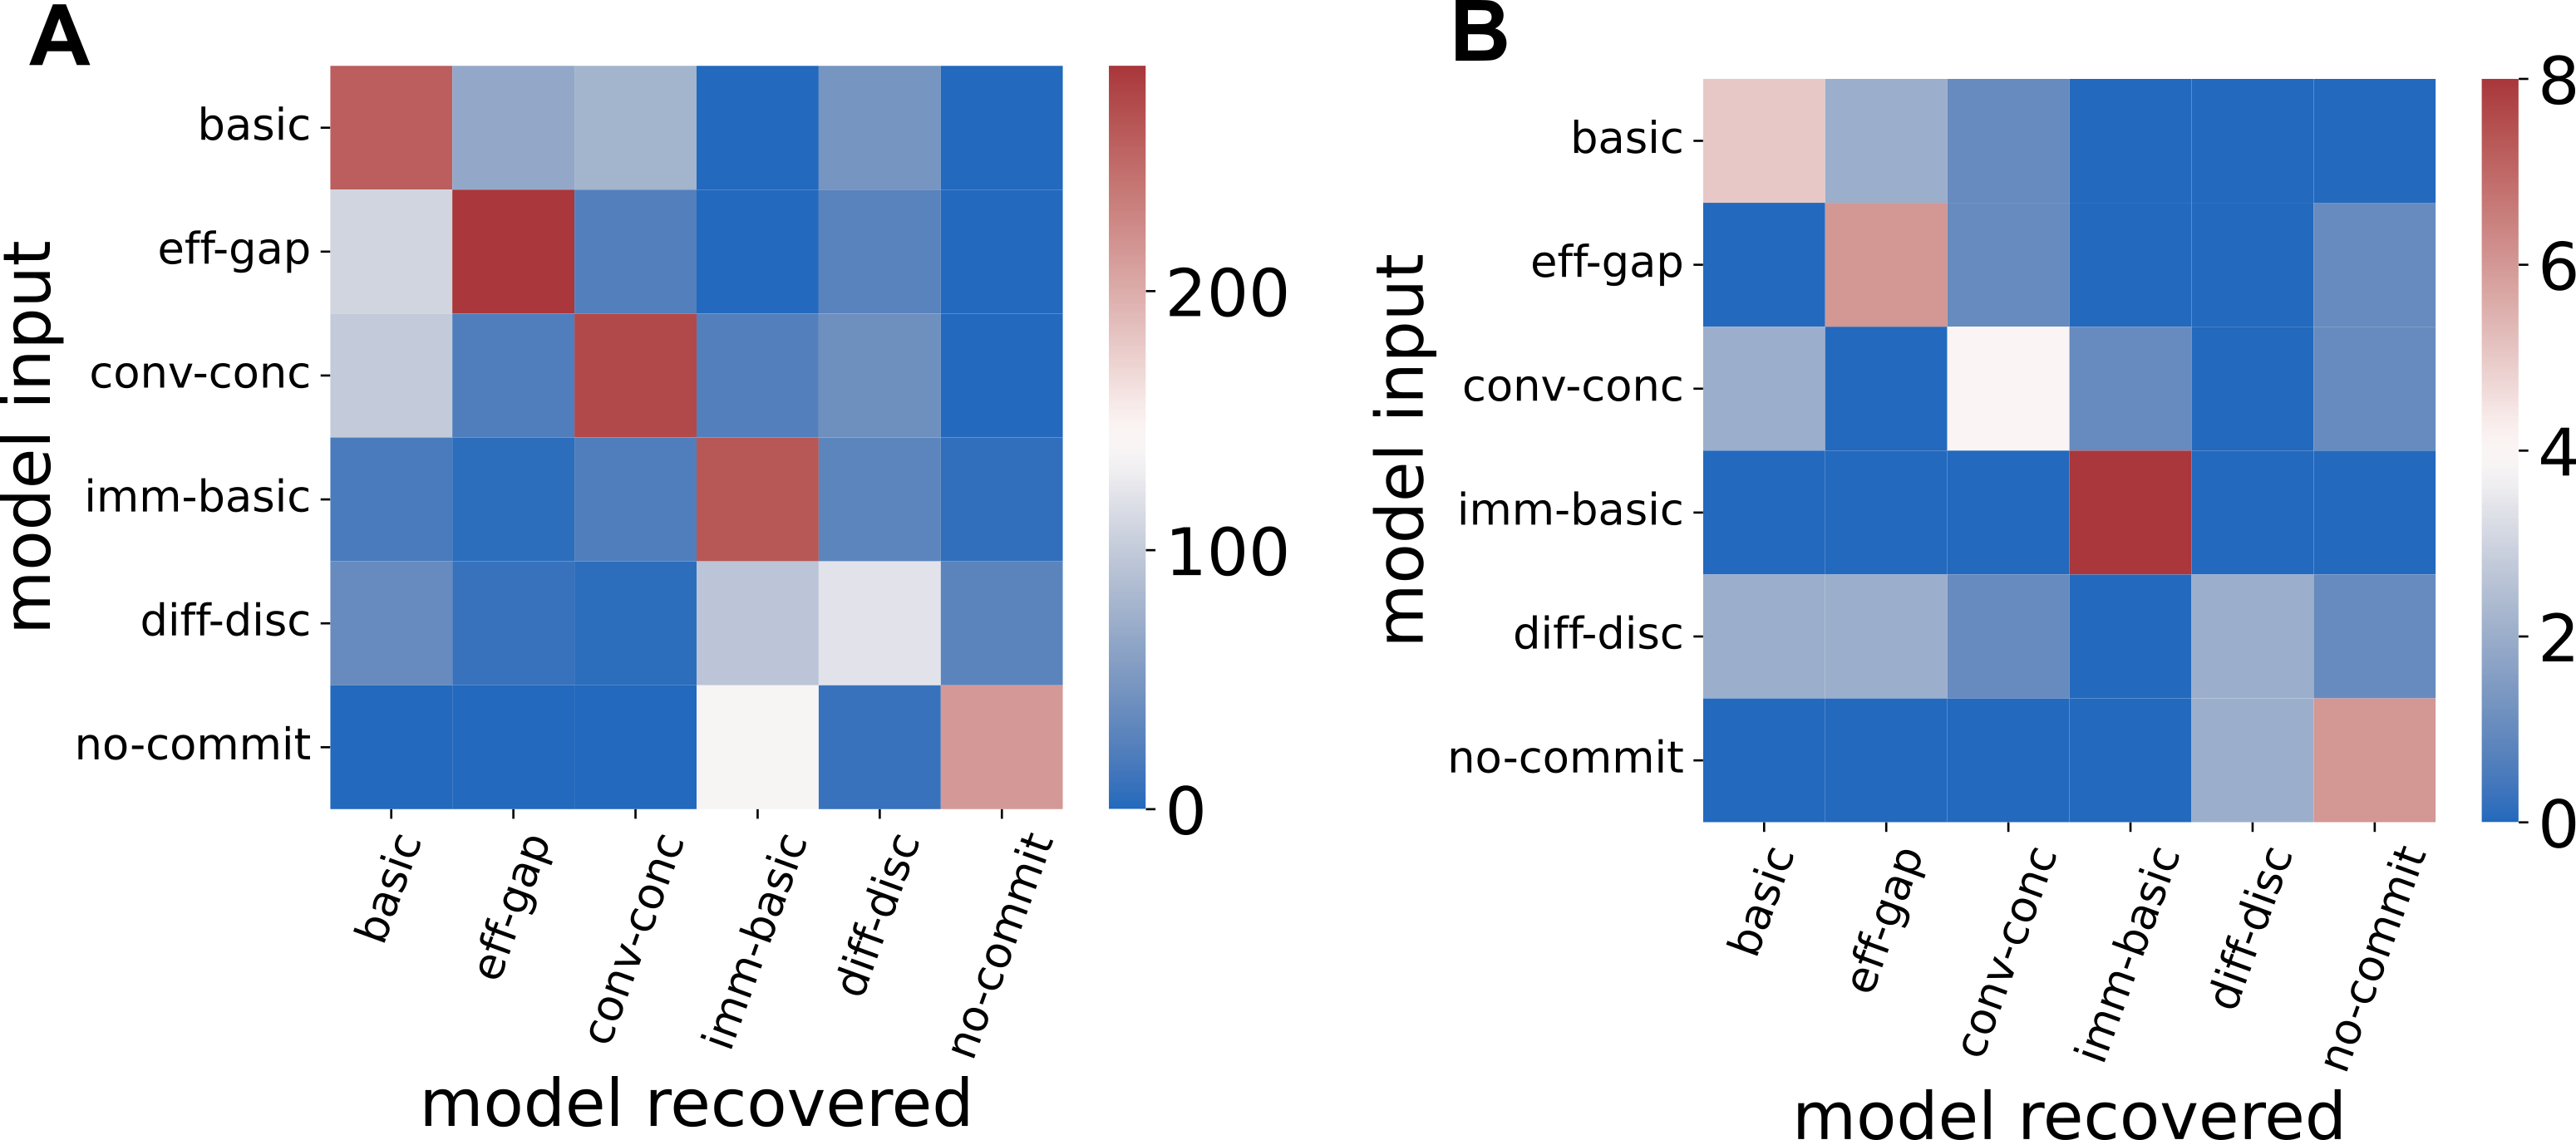 A
model input
basic
eff-gap
conv-conc
imm-basic
diff-disc
no-commit
basic
eff-gap
conv-conc
imm-basic
diff-disc
no-commit
model recovered
200
100
0
B
model input
basic
eff-gap
conv-conc
imm-basic
diff-disc
no-commit
basic
eff-gap
conv-conc
imm-basic
diff-disc
no-commit
model recovered
8
6
4
2
0